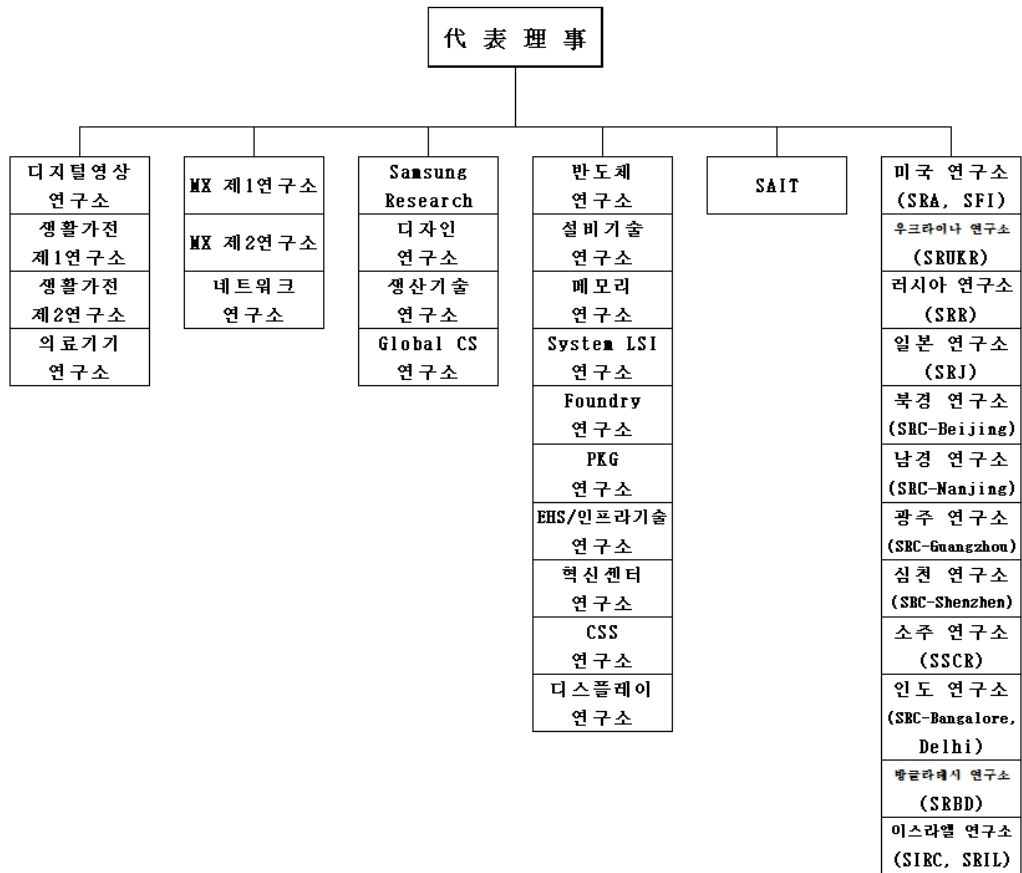 代表理事
디지털영상
연구소
생활가전
제1연구소
생활가전
제2연구소
의료기기
연구소
MX 제1연구소
MX 제2연구소
네트워크
연구소
Samsung
Research
디자인
연구소
생산기술
연구소
Global CS
연구소
반도체
연구소
설비기술
연구소
메모리
연구소
System LSI
연구소
Foundry
연구소
PKG
연구소
EHS/인프라기술
연구소
혁신센터
연구소
CSS
연구소
디스플레이
연구소
SAIT
미국 연구소
(SRA, SFI)
우크라이나 연구소
(SRUKR)
러시아 연구소
(SRR)
일본 연구소
(SRJ)
북경 연구소
(SRC-Beijing)
남경 연구소
(SRC-Nanjing)
광주 연구소
(SRC-Guangzhou)
심천 연구소
(SRC-Shenzhen)
소주 연구소
(SSCR)
인도 연구소
(SRC-Bangalore,
Delhi)
방글라데시 연구소
(SRBD)
이스라엘 연구소
(SIRC, SRIL)